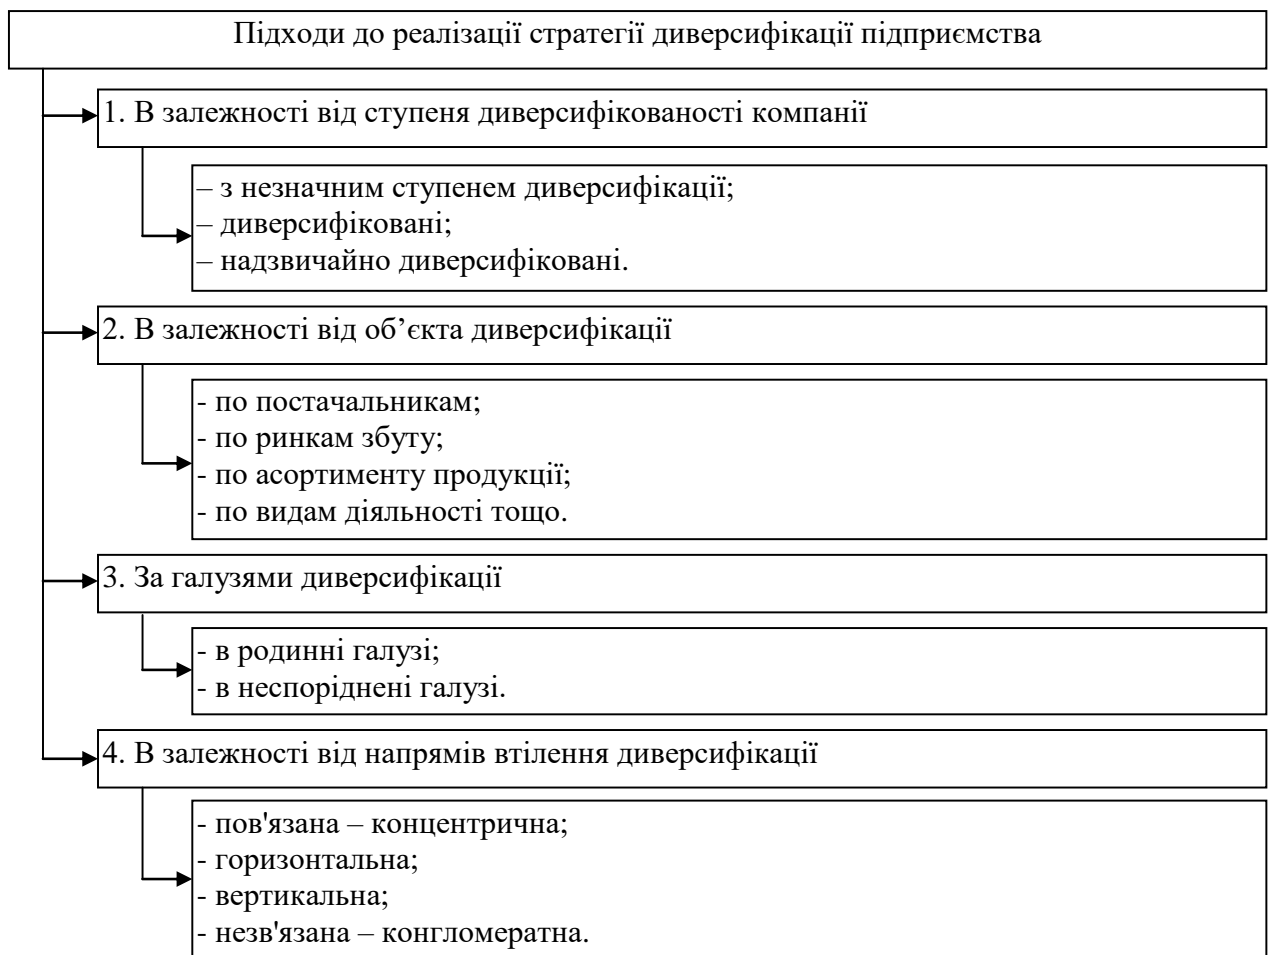 Підходи до реалізації стратегії диверсифікації підприємства
1. В залежності від ступеня диверсифікованості компанії
– з незначним ступенем диверсифікації;
– диверсифіковані;
– надзвичайно диверсифіковані.
2. В залежності від об’єкта диверсифікації
- по постачальникам;
- по ринкам збуту;
- по асортименту продукції;
- по видам діяльності тощо.
3. За галузями диверсифікації
- в родинні галузі;
- в неспоріднені галузі.
4. В залежності від напрямів втілення диверсифікації
- пов'язана – концентрична;
- горизонтальна;
- вертикальна;
- незв'язана – конгломератна.